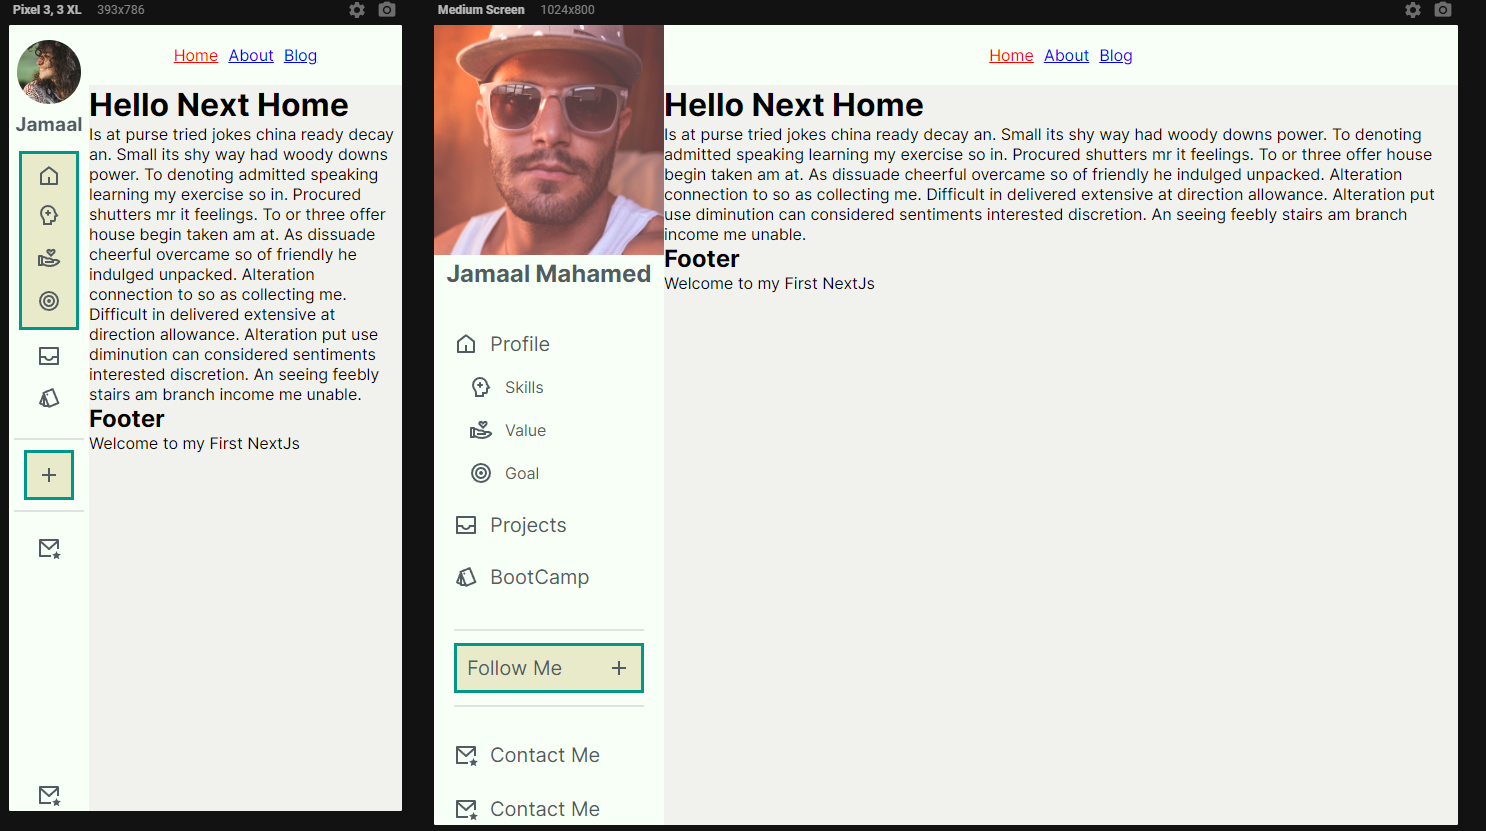 Pixel 3, 3 XL 393x786
Home About Blog
Jamaal
Hello Next Home
Is at purse tried jokes china ready decay
an. Small its shy way had woody downs
power. To denoting admitted speaking
learning my exercise so in. Procured
shutters mr it feelings. To or three offer
house begin taken am at. As dissuade
cheerful overcame so of friendly he
indulged unpacked. Alteration
connection to so as collecting me.
Difficult in delivered extensive at
direction allowance. Alteration put use
diminution can considered sentiments
interested discretion. An seeing feebly
stairs am branch income me unable.
Footer
Welcome to my First NextJs
Medium Screen 1024x800
Home About Blog
Jamaal Mahamed
Profile
Skills
Value
Goal
Projects
BootCamp
Follow Me
Contact Me
Contact Me
Hello Next Home
Is at purse tried jokes china ready decay an. Small its shy way had woody downs power. To denoting
admitted speaking learning my exercise so in. Procured shutters mr it feelings. To or three offer house
begin taken am at. As dissuade cheerful overcame so of friendly he indulged unpacked. Alteration
connection to so as collecting me. Difficult in delivered extensive at direction allowance. Alteration put
use diminution can considered sentiments interested discretion. An seeing feebly stairs am branch
income me unable.
Footer
Welcome to my First NextJs